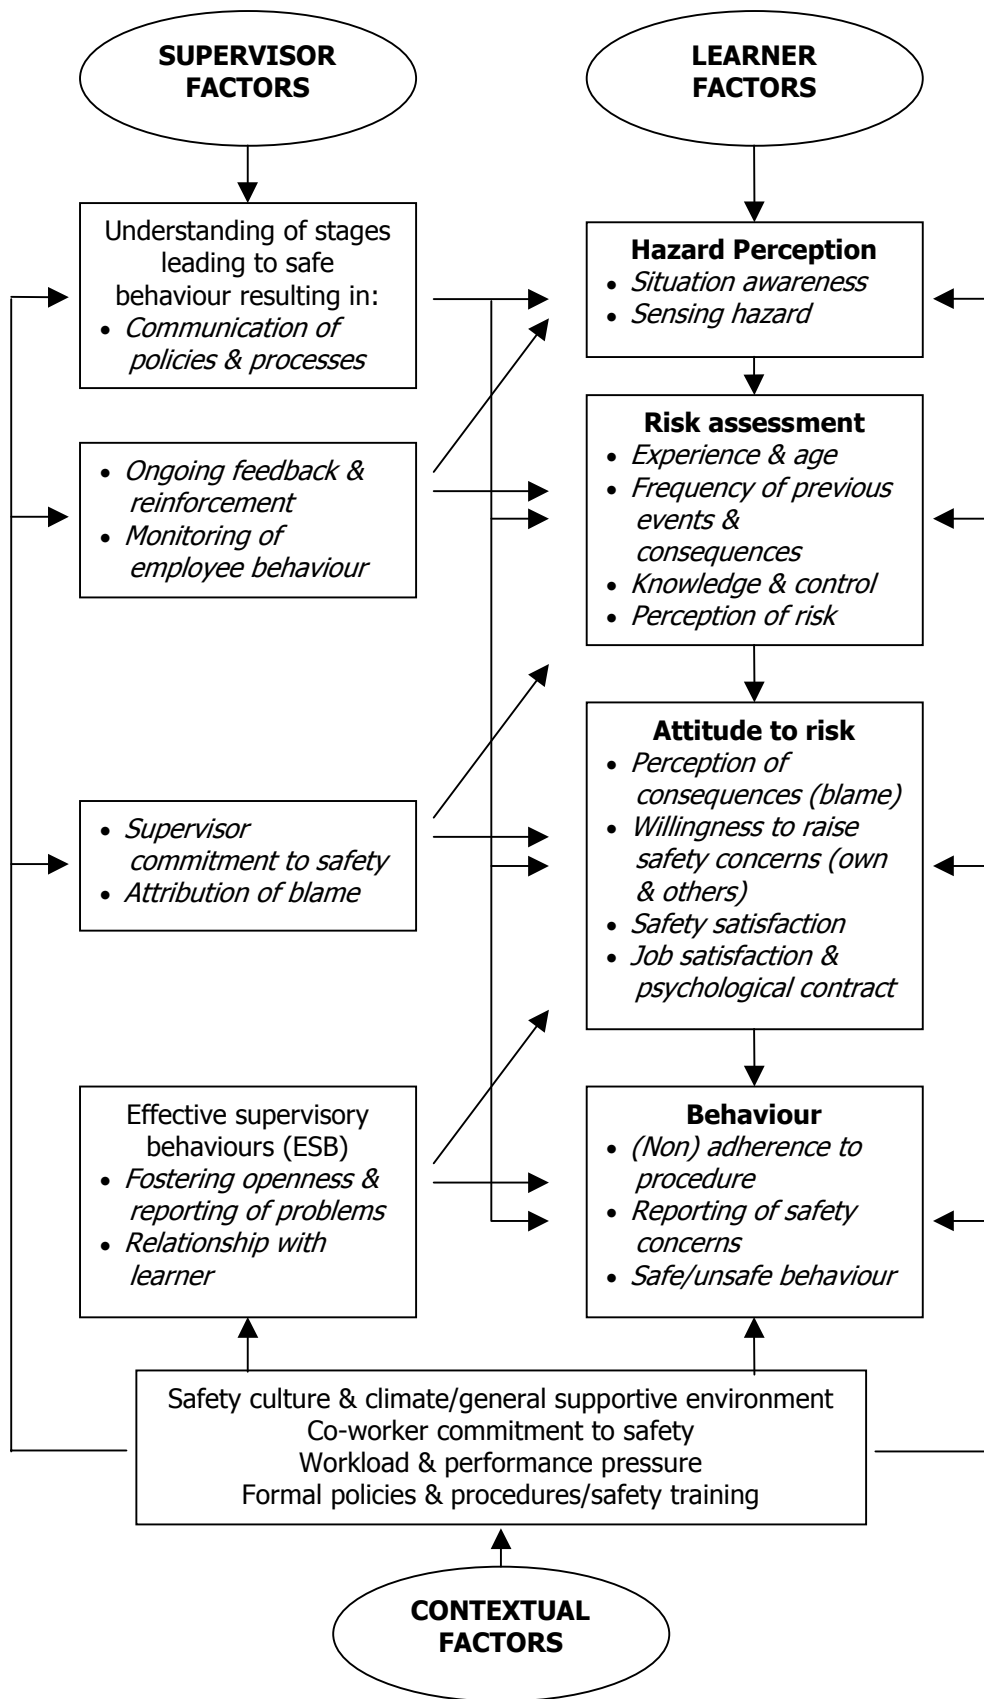 SUPERVISOR
FACTORS
Understanding of stages
leading to safe
behaviour resulting in:
• Communication of
policies & processes
• Ongoing feedback &
reinforcement
• Monitoring of
employee behaviour
• Supervisor
commitment to safety
• Attribution of blame
Effective supervisory
behaviours (ESB)
• Fostering openness &
reporting of problems
• Relationship with
learner
LEARNER
FACTORS
Hazard Perception
• Situation awareness
• Sensing hazard
Risk assessment
• Experience & age
• Frequency of previous
events &
consequences
• Knowledge & control
• Perception of risk
Attitude to risk
• Perception of
consequences (blame)
• Willingness to raise
safety concerns (own
& others)
• Safety satisfaction
• Job satisfaction &
psychological contract
Behaviour
• (Non) adherence to
procedure
• Reporting of safety
concerns
• Safe/unsafe behaviour
Safety culture & climate/general supportive environment
Co-worker commitment to safety
Workload & performance pressure
Formal policies & procedures/safety training
CONTEXTUAL
FACTORS